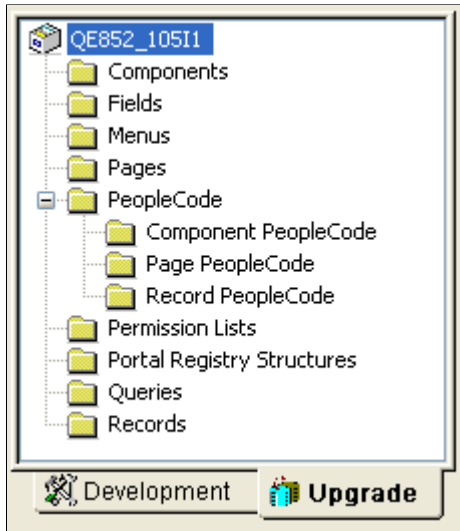 QE852_105I1
Components
Fields
Menus
Pages
PeopleCode
Component PeopleCode
Page PeopleCode
Record PeopleCode
Permission Lists
Portal Registry Structures
Queries
Records
Development Upgrade